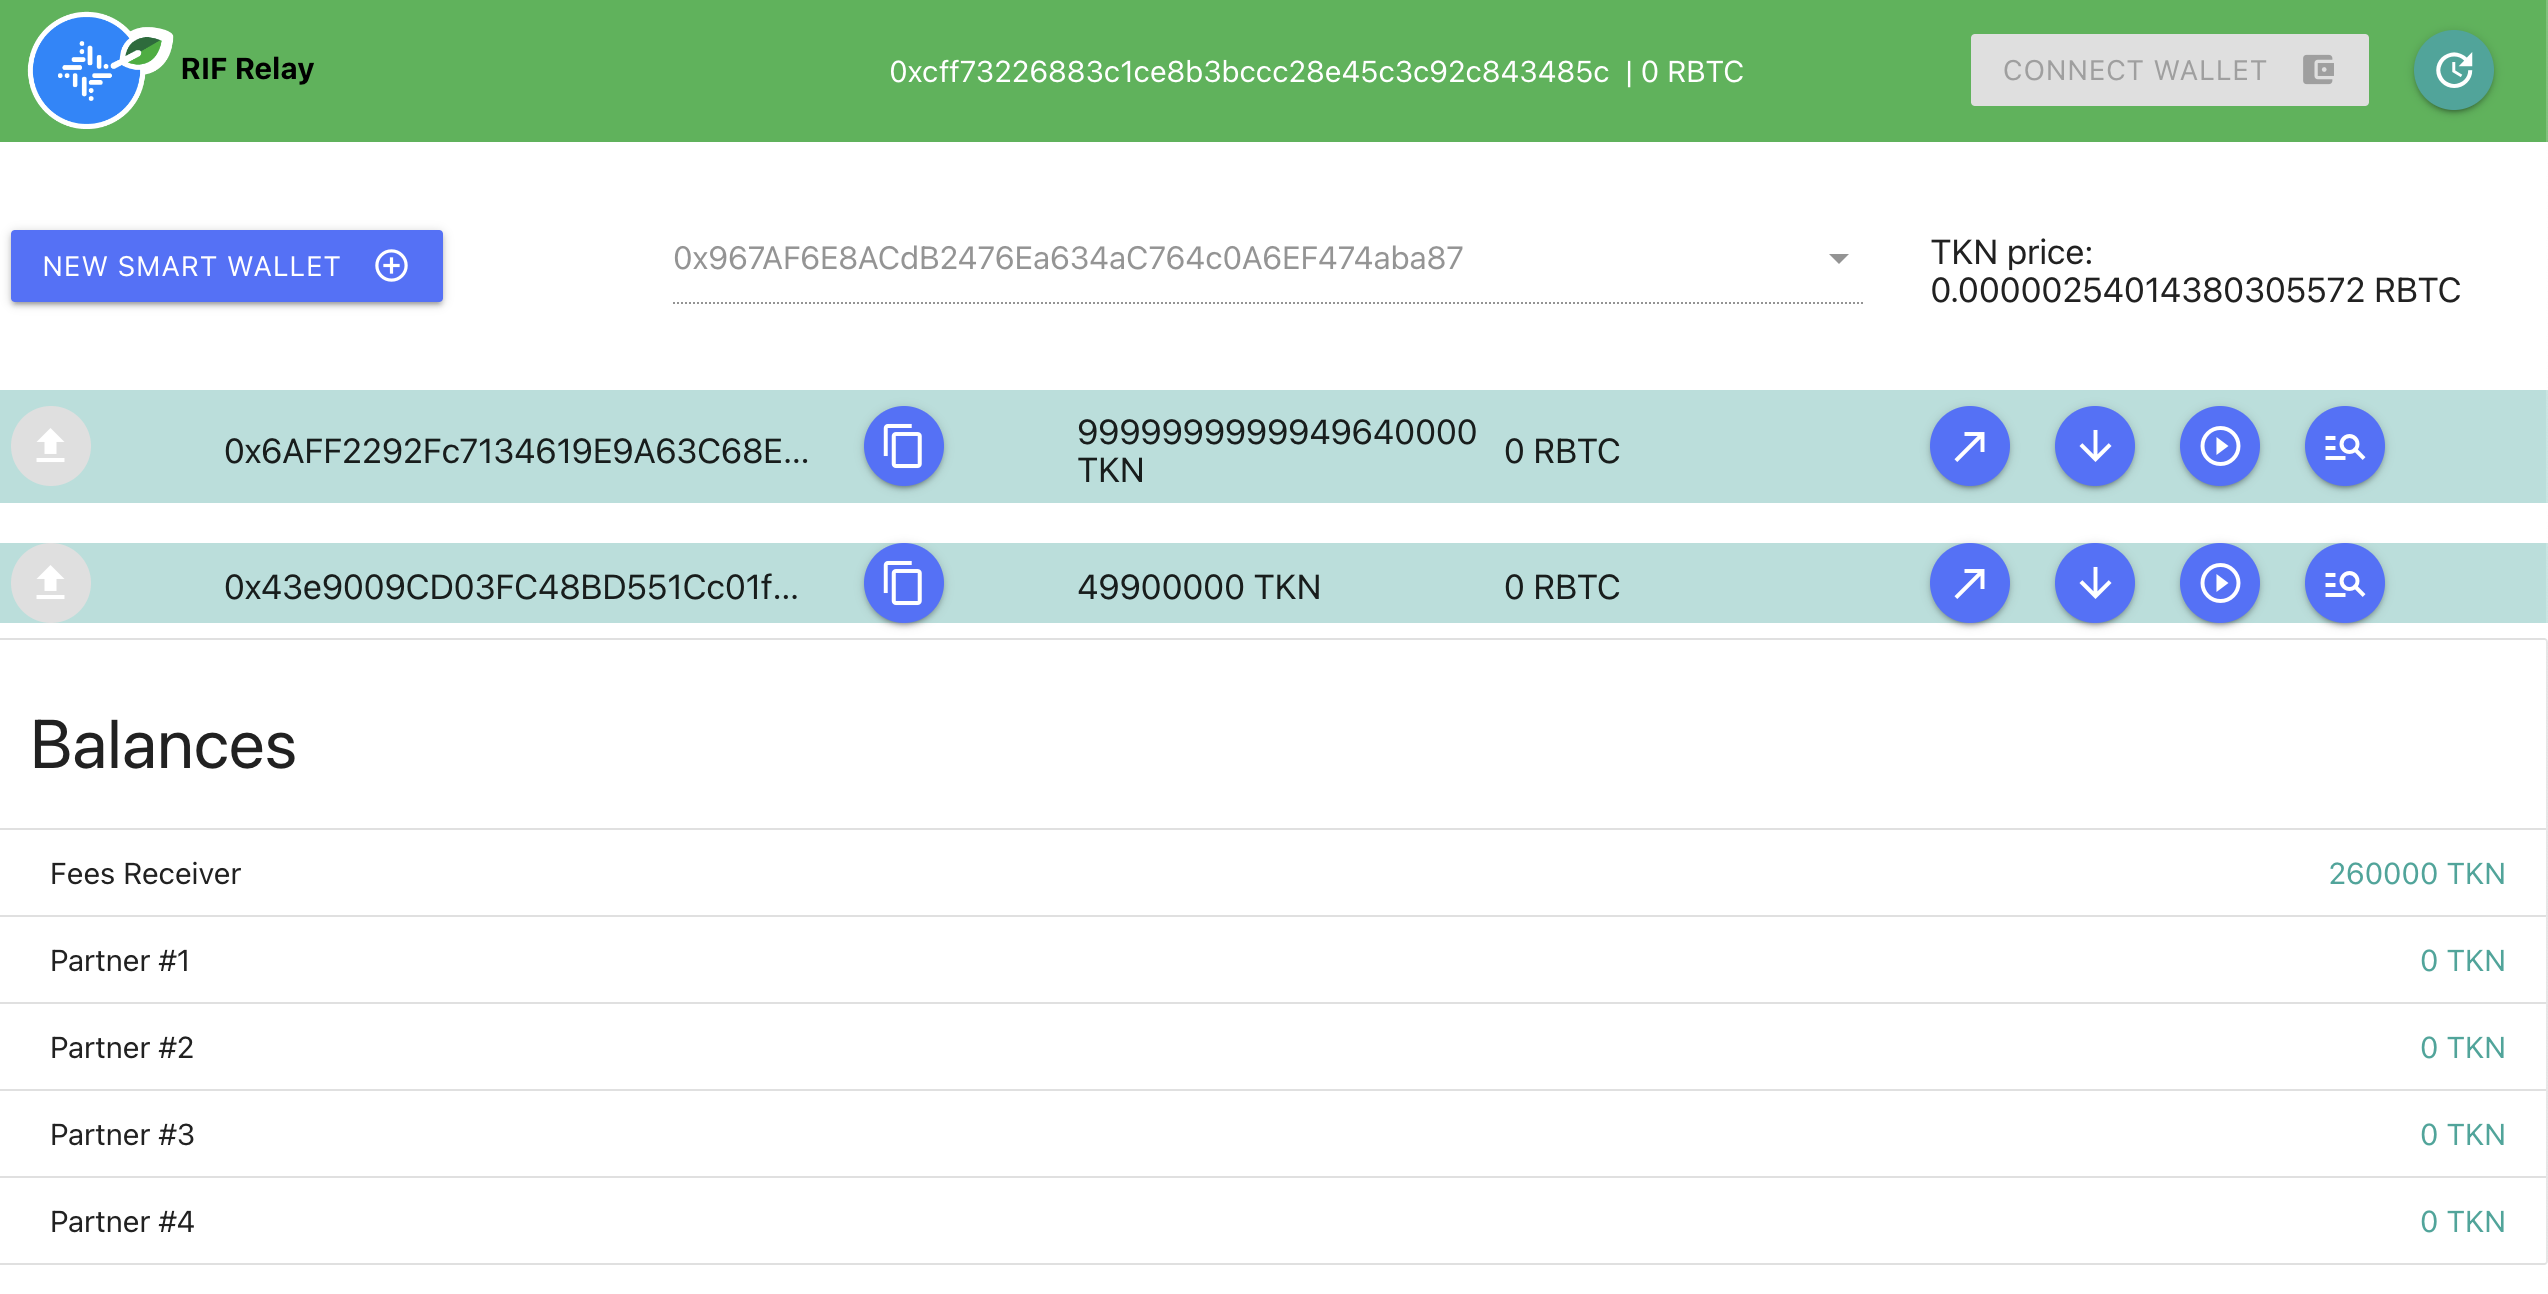 RIF Relay
0xcff73226883c1ce8b3bccc28e45c3c92c843485c | 0 RBTC
CONNECT WALLET
NEW SMART WALLET
0x967AF6E8ACdB2476Ea634aC764c0A6EF474aba87
TKN price:
0.00000254014380305572 RBTC
0x6AFF2292Fc7134619E9A63C68E...
9999999999949640000
TKN
0 RBTC
0x43e9009CD03FC48BD551Cc01f...
49900000 TKN
0 RBTC
Balances
Fees Receiver
260000 TKN
Partner #1
0 TKN
Partner #2
0 TKN
Partner #3
0 TKN
Partner #4
0 TKN